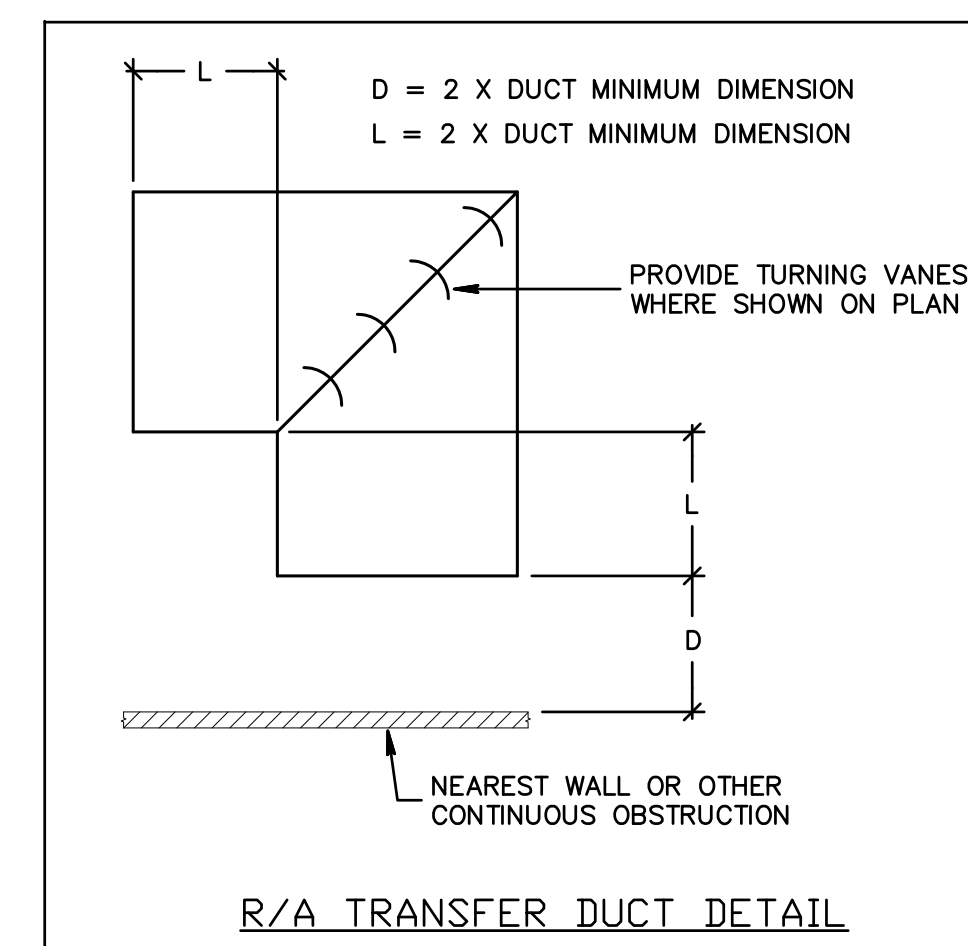 L
D = 2 X DUCT MINIMUM DIMENSION
L = 2 X DUCT MINIMUM DIMENSION
PROVIDE TURNING VANES
WHERE SHOWN ON PLAN
L
D
NEAREST WALL OR OTHER
CONTINUOUS OBSTRUCTION
R/A TRANSFER DUCT DETAIL